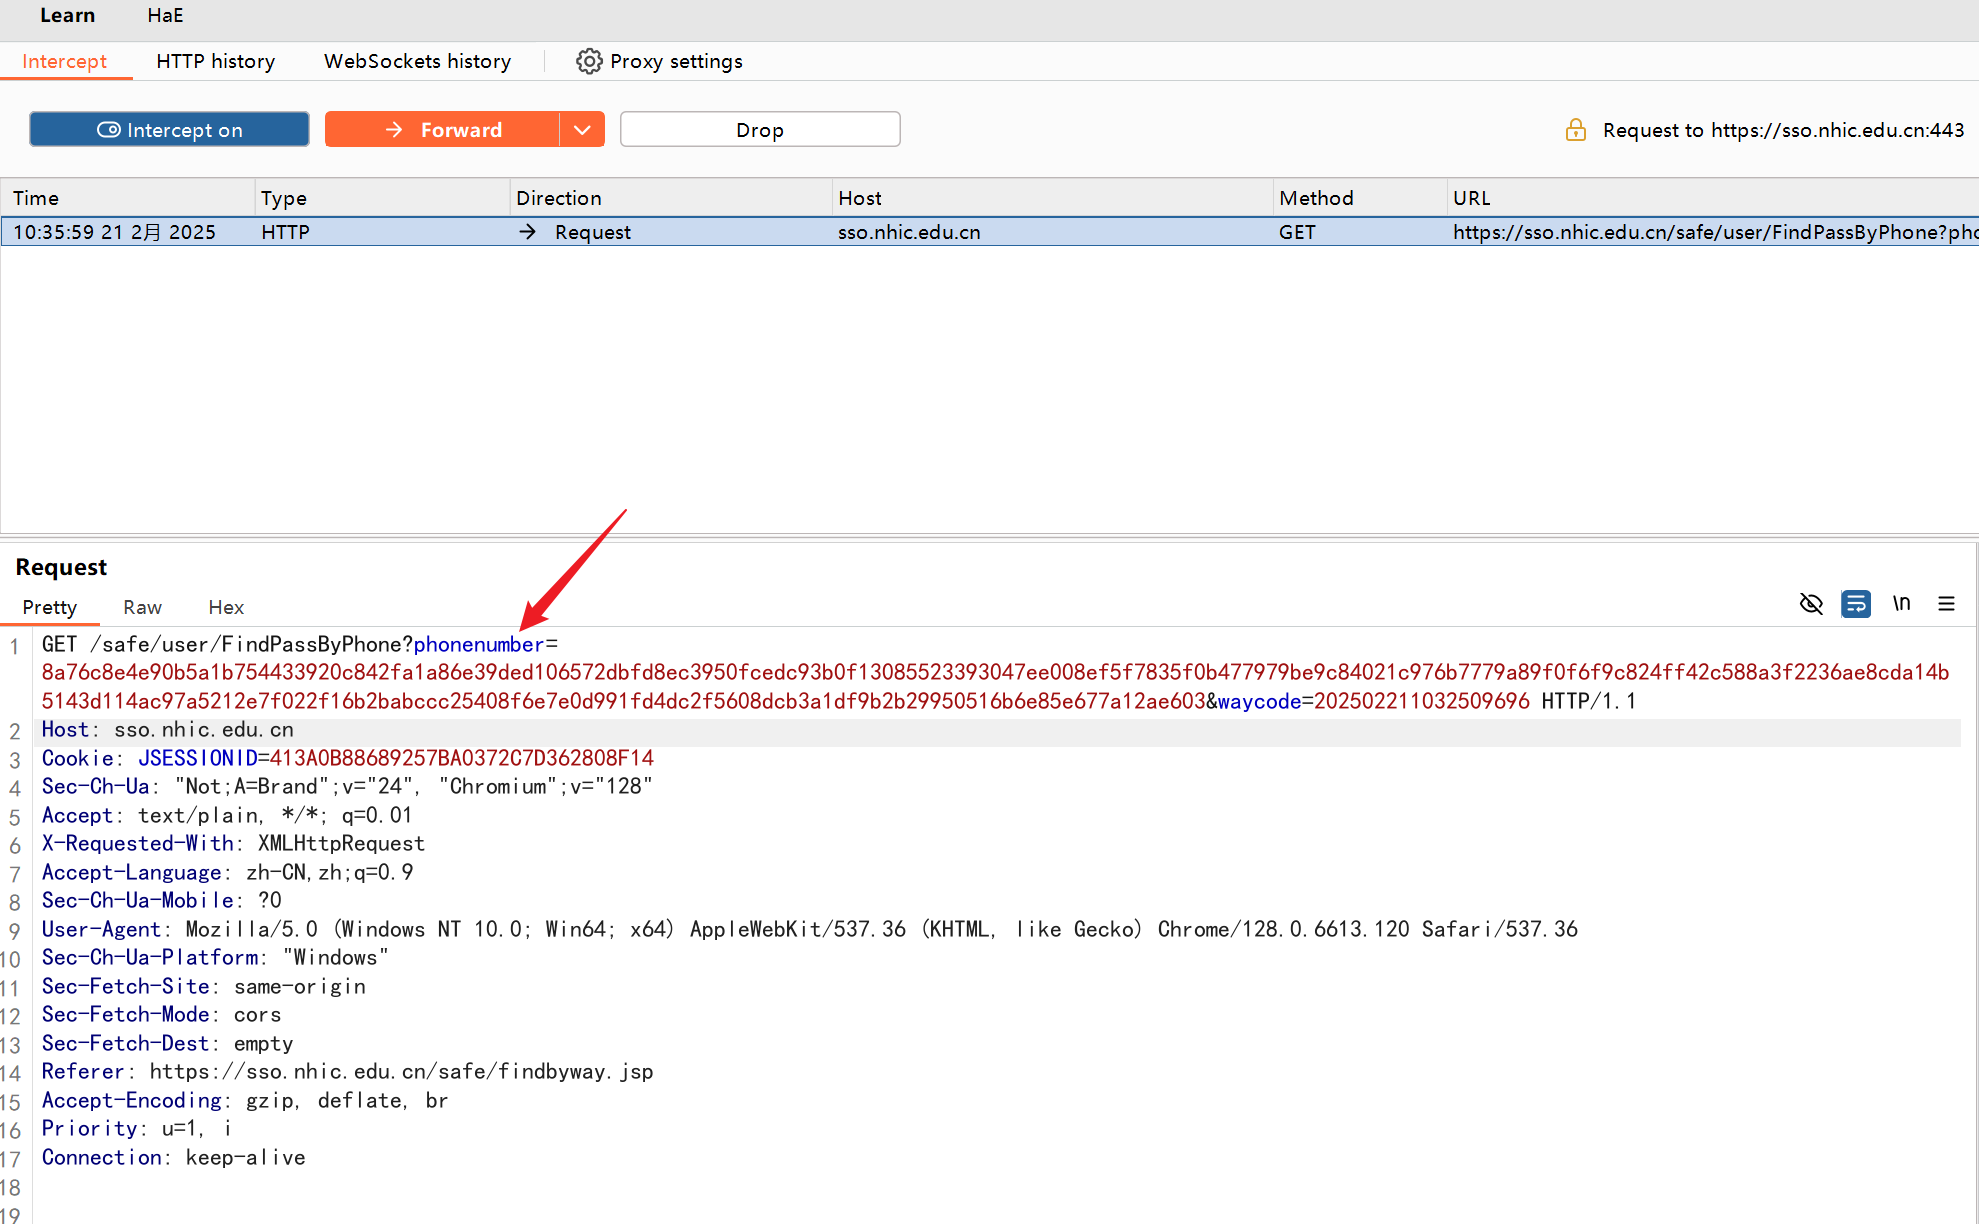 Learn HaE
Intercept HTTP history WebSockets history Proxy settings
Intercept on Forward Drop Request to https://sso.nhic.edu.cn:443
Time Type Direction Host Method URL
10:35:59 21 2月 2025 HTTP → Request sso.nhic.edu.cn GET https://sso.nhic.edu.cn/safe/user/FindPassByPhone?pho
Request
Pretty Raw Hex \n
1 GET /safe/user/FindPassByPhone?phonenumber=
8a76c8e4e90b5a1b754433920c842fa1a86e39ded106572dbfd8ec3950fcedc93b0f13085523393047ee008ef5f7835f0b477979be9c84021c976b7779a89f0f6f9c824ff42c588a3f2236ae8cda14b
5143d114ac97a5212e7f022f16b2babccc25408f6e7e0d991fd4dc2f5608dcb3a1df9b2b29950516b6e85e677a12ae603&waycode=202502211032509696 HTTP/1.1
2 Host: sso.nhic.edu.cn
3 Cookie: JSESSIONID=413A0B88689257BA0372C7D362808F14
4 Sec-Ch-Ua: "Not;A=Brand";v="24", "Chromium";v="128"
5 Accept: text/plain, */*; q=0.01
6 X-Requested-With: XMLHttpRequest
7 Accept-Language: zh-CN,zh;q=0.9
8 Sec-Ch-Ua-Mobile: ?0
9 User-Agent: Mozilla/5.0 (Windows NT 10.0; Win64; x64) AppleWebKit/537.36 (KHTML, like Gecko) Chrome/128.0.6613.120 Safari/537.36
10 Sec-Ch-Ua-Platform: "Windows"
11 Sec-Fetch-Site: same-origin
12 Sec-Fetch-Mode: cors
13 Sec-Fetch-Dest: empty
14 Referer: https://sso.nhic.edu.cn/safe/findbyway.jsp
15 Accept-Encoding: gzip, deflate, br
16 Priority: u=1, i
17 Connection: keep-alive
18
19